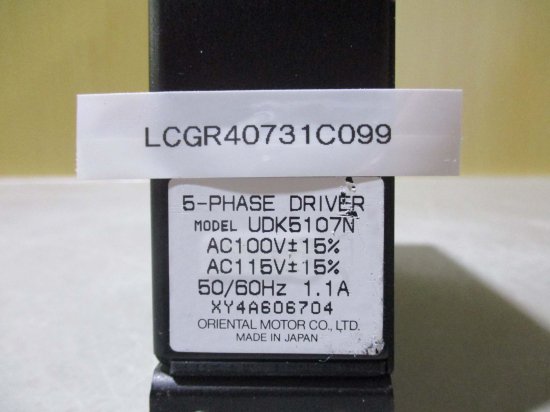 LCGR40731C099
5-PHASE DRIVER
MODEL UDK5107N
AC100V±15%
AC115V±15%
50/60Hz 1.1A
XY4A606704
ORIENTAL MOTOR CO., LTD.
MADE IN JAPAN